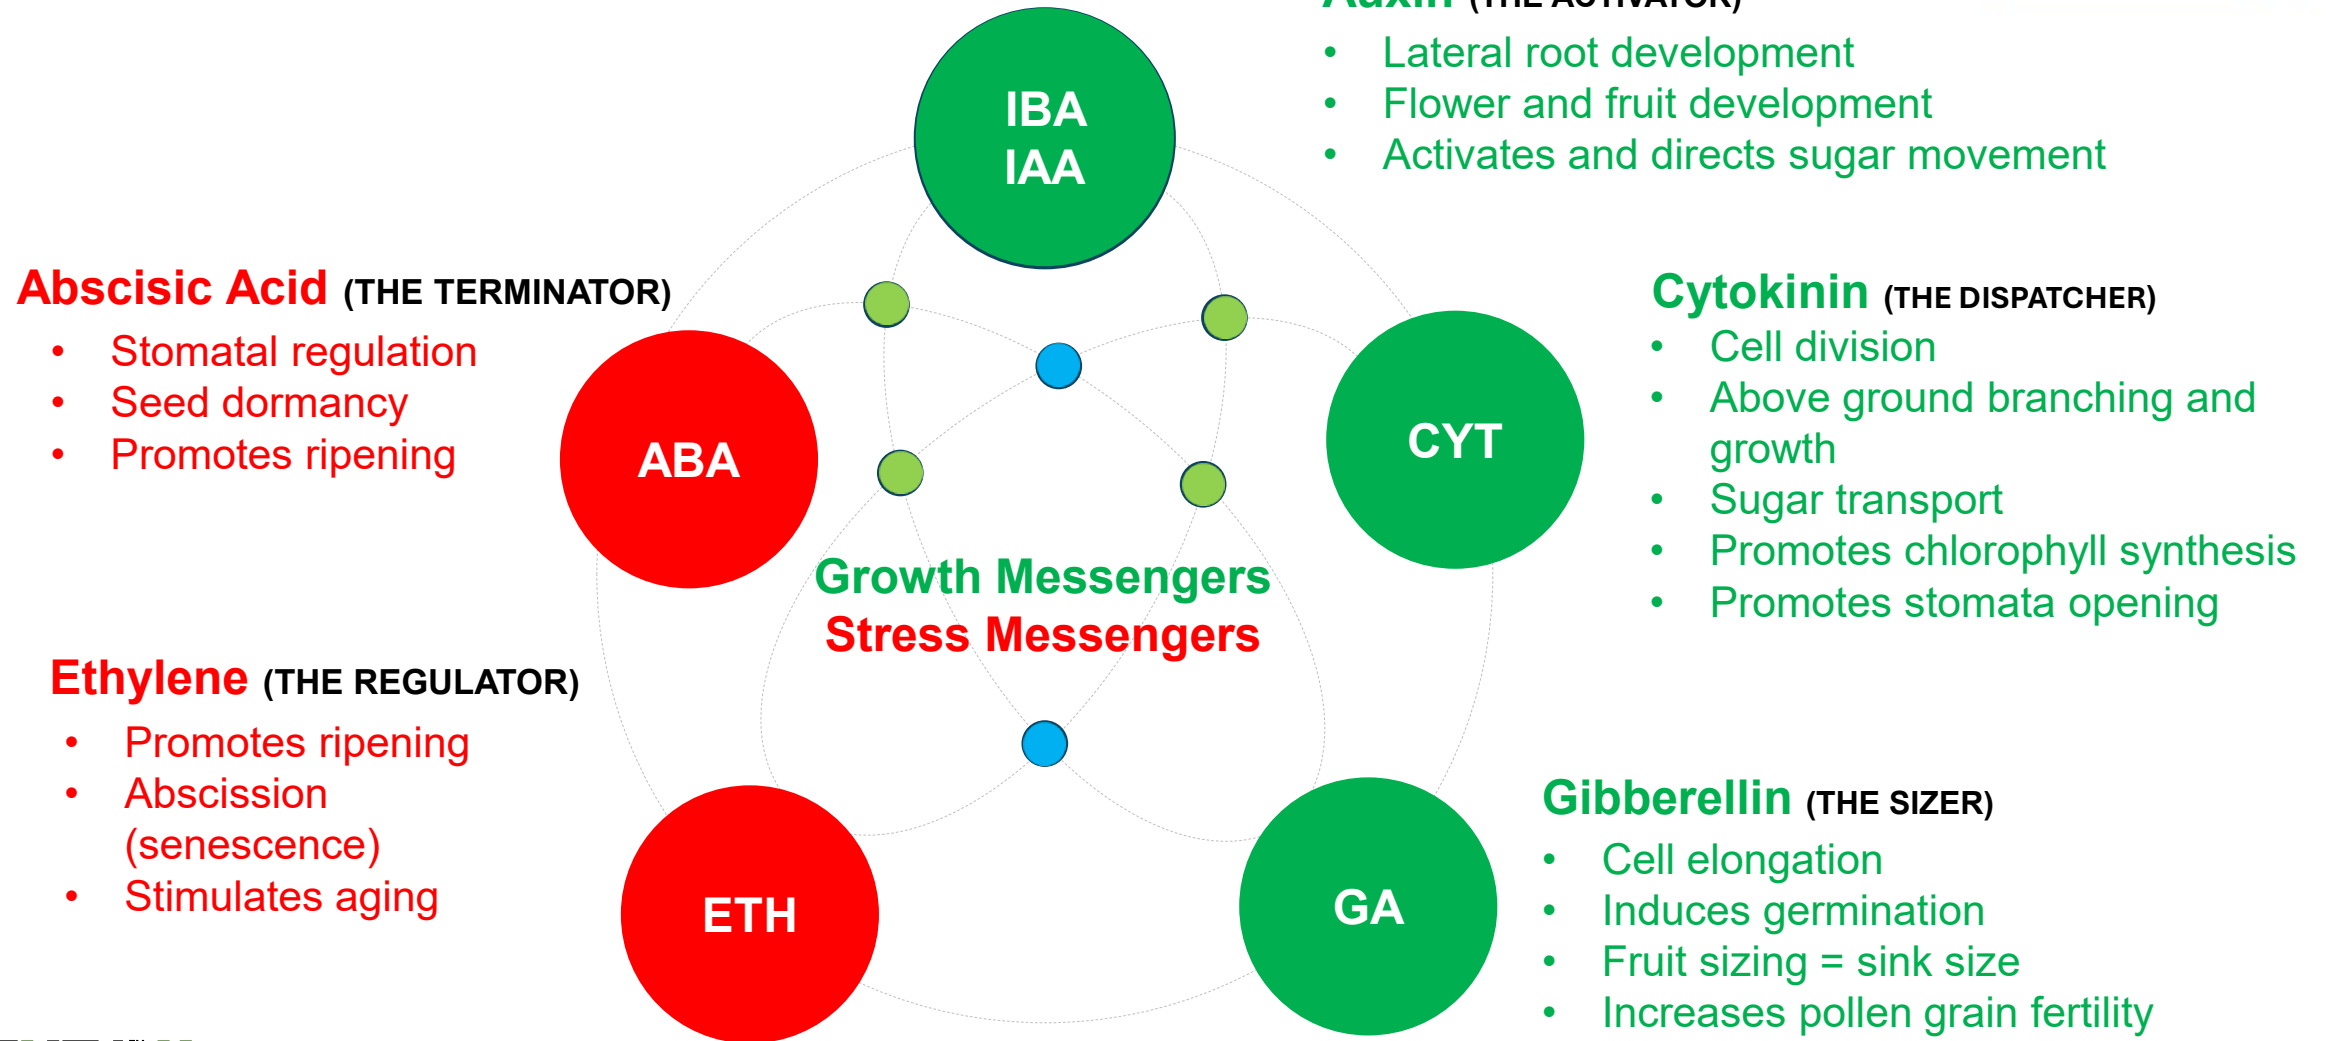 Auxin (THE ACTIVATOR)
• Lateral root development
• Flower and fruit development
• Activates and directs sugar movement
IBA
IAA
Abscisic Acid (THE TERMINATOR)
• Stomatal regulation
• Seed dormancy
• Promotes ripening
ABA
Cytokinin (THE DISPATCHER)
• Cell division
• Above ground branching and
growth
• Sugar transport
• Promotes chlorophyll synthesis
• Promotes stomata opening
CYT
Growth Messengers
Stress Messengers
Ethylene (THE REGULATOR)
• Promotes ripening
• Abscission
(senescence)
• Stimulates aging
ETH
GA
Gibberellin (THE SIZER)
• Cell elongation
• Induces germination
• Fruit sizing = sink size
• Increases pollen grain fertility